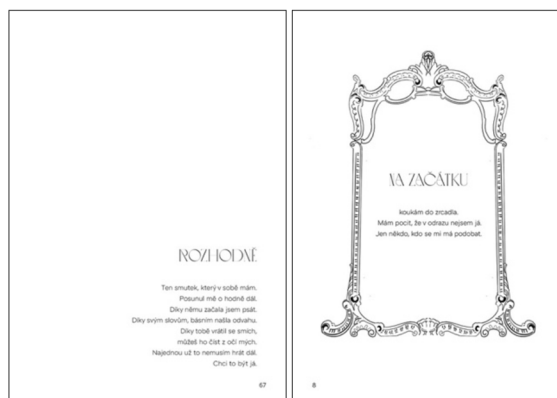 ROZHODNĚ
Ten smutek, který v sobě mám.
Posunul mě o hodně dál.
Díky němu začala jsem psát.
Díky svým slovům, básním našla odvahu.
Díky tobě vrátil se smích,
můžeš ho číst z očí mých.
Najednou už to nemusím hrát dál.
Chci to být já.
67
NA ZAČÁTKU
koukám do zrcadla.
Mám pocit, že v odrazu nejsem já.
Jen někdo, kdo se mi má podobat.
8